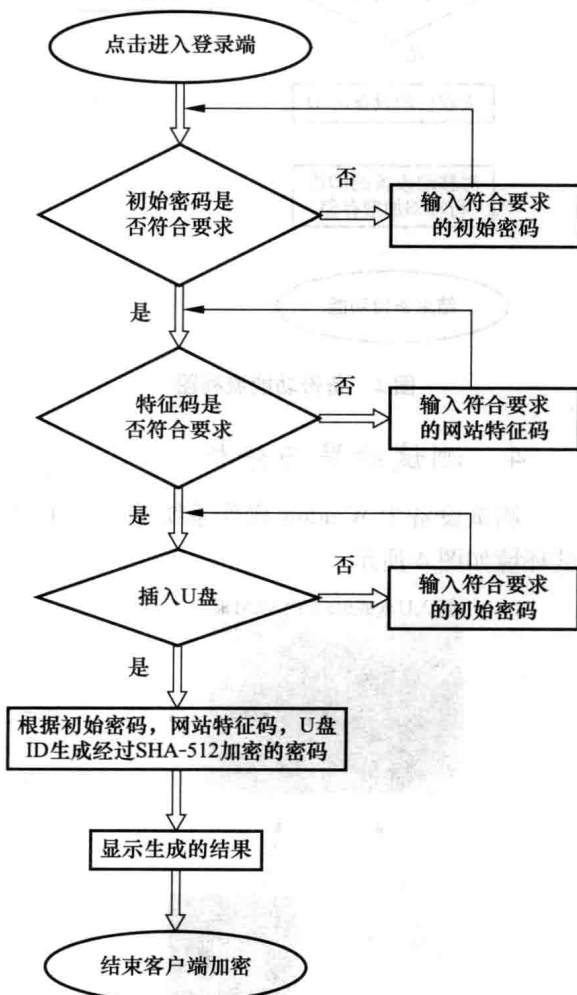 点击进入登录端
初始密码是
否符合要求
否
输入符合要求
的初始密码
是
特征码是
否符合要求
否
输入符合要求
的网站特征码
是
插入U盘
否
输入符合要求
的初始密码
是
根据初始密码，网站特征码，U盘
ID生成经过SHA-512加密的密码
显示生成的结果
结束客户端加密